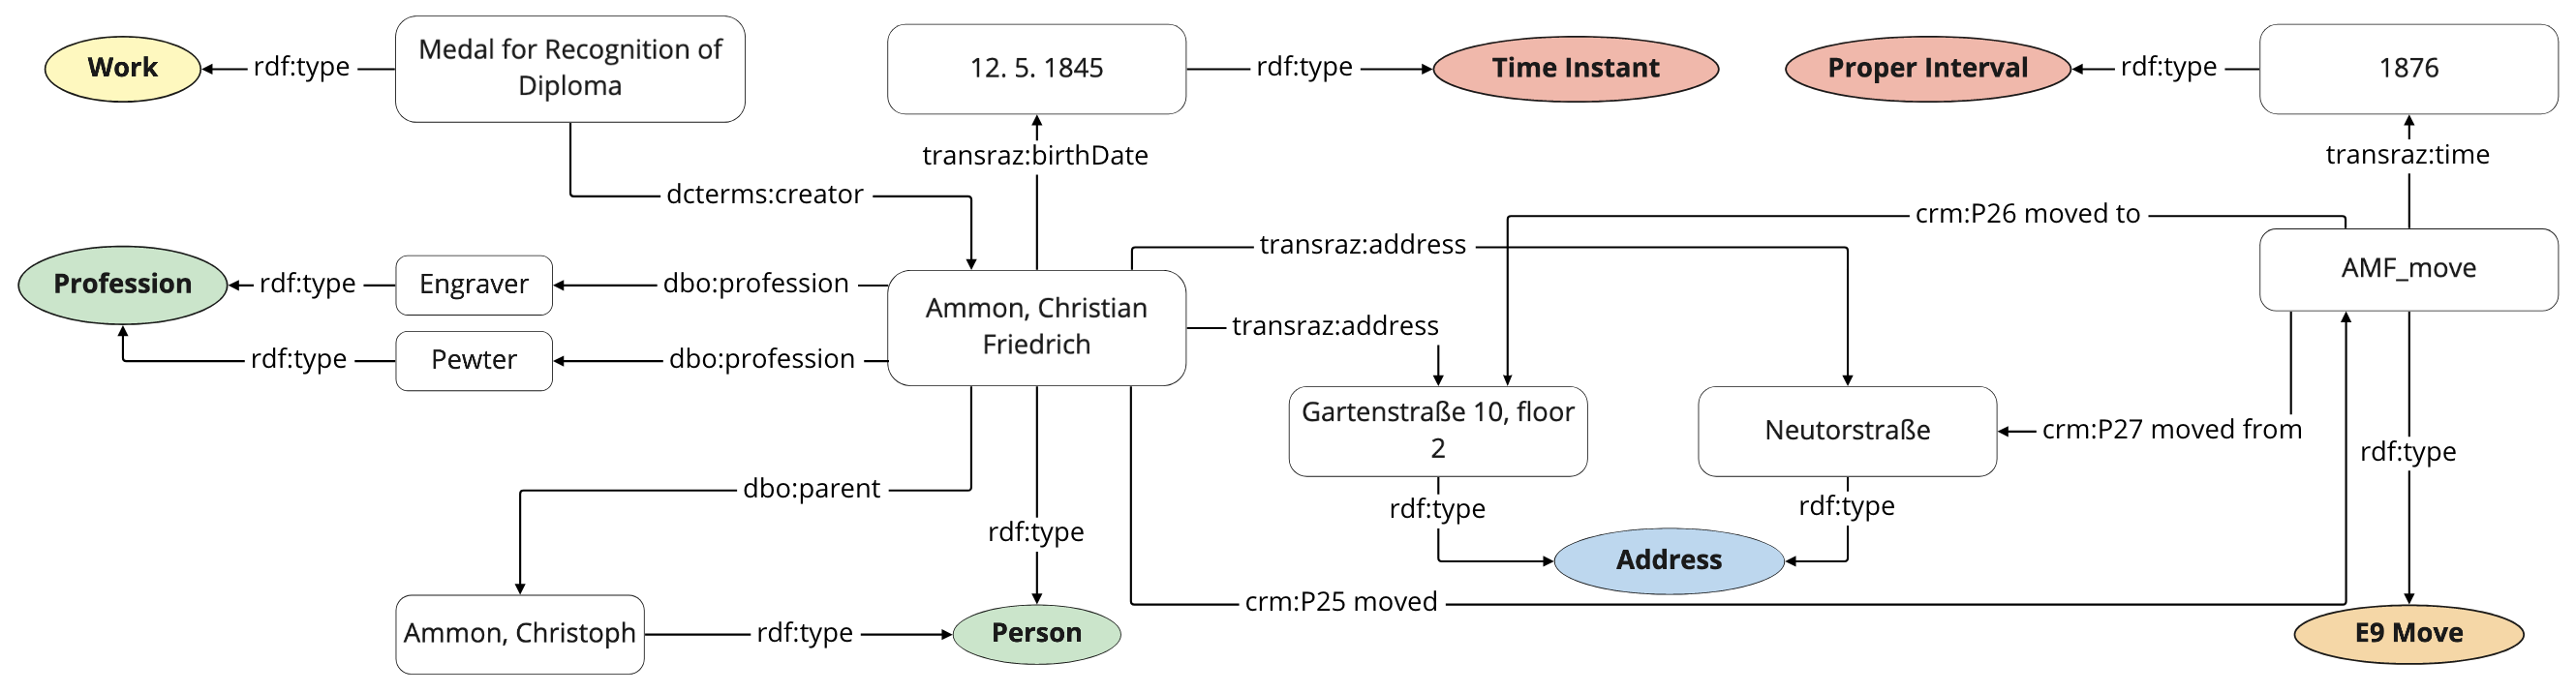 Work
rdf:type
Medal for Recognition of
Diploma
12. 5. 1845
rdf:type
Time Instant
Proper Interval
rdf:type
1876
transraz:birthDate
transraz:time
dcterms:creator
crm:P26 moved to
transraz:address
Profession
rdf:type
Engraver
dbo:profession
Ammon, Christian
Friedrich
AMF_move
transraz:address
rdf:type
Pewter
dbo:profession
Gartenstraße 10, floor
2
Neutorstraße
crm:P27 moved from
rdf:type
dbo:parent
rdf:type
rdf:type
rdf:type
Address
crm:P25 moved
Ammon, Christoph
rdf:type
Person
E9 Move